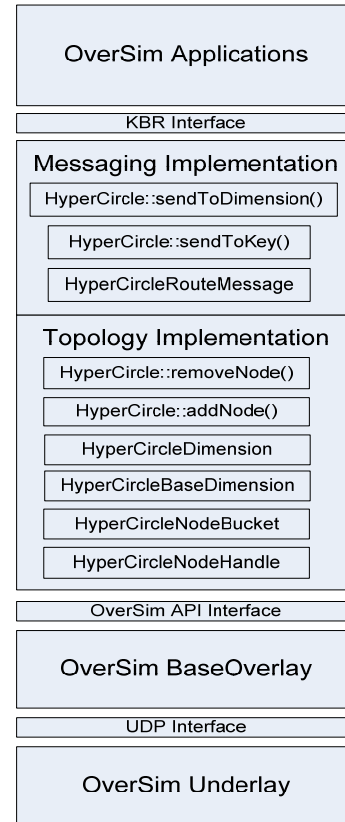 OverSim Applications
KBR Interface
Messaging Implementation
HyperCircle::sendToDimension()
HyperCircle::sendToKey()
HyperCircleRouteMessage
Topology Implementation
HyperCircle::removeNode()
HyperCircle::addNode()
HyperCircleDimension
HyperCircleBaseDimension
HyperCircleNodeBucket
HyperCircleNodeHandle
OverSim API Interface
OverSim BaseOverlay
UDP Interface
OverSim Underlay